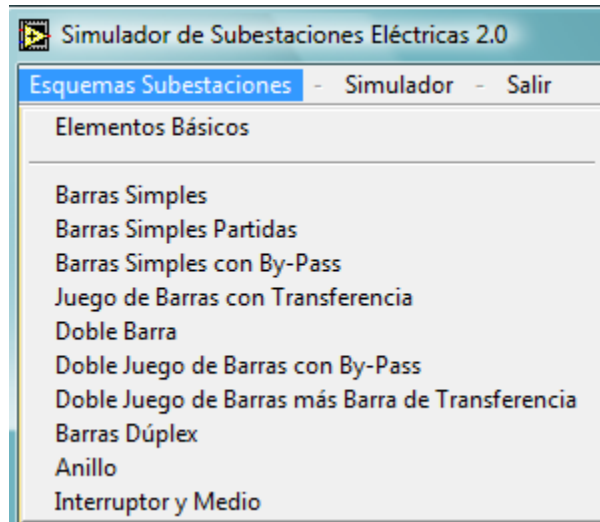 Simulador de Subestaciones Eléctricas 2.0
Esquemas Subestaciones - Simulador - Salir
Elementos Básicos
Barras Simples
Barras Simples Partidas
Barras Simples con By-Pass
Juego de Barras con Transferencia
Doble Barra
Doble Juego de Barras con By-Pass
Doble Juego de Barras más Barra de Transferencia
Barras Dúplex
Anillo
Interruptor y Medio